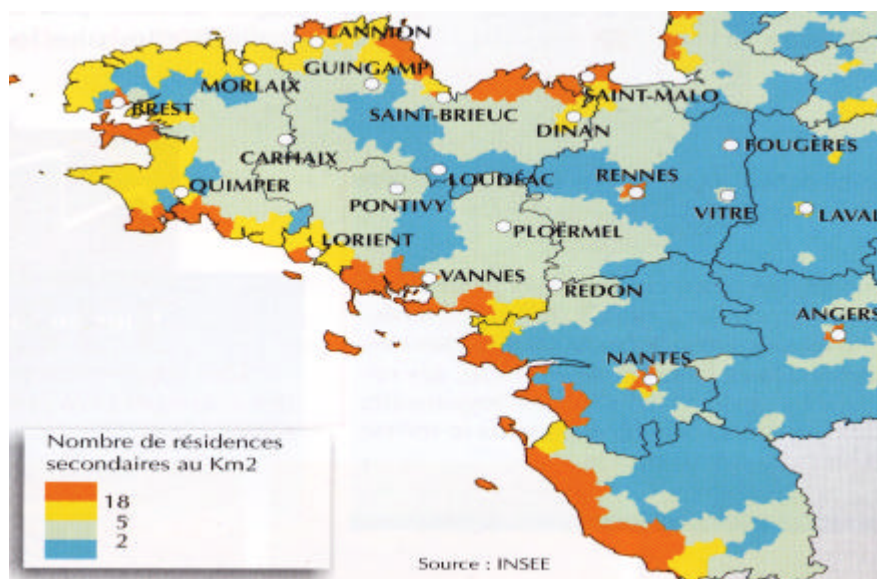 LANNION
GUINGAMP
MORLAIX
BREST
SAINT-BRIEUC
SAINT-MALO
DINAN
FOUGÈRES
CARHAIX
LOUDÉAC
RENNES
QUIMPER
PONTIVY
VITRE
LAVAL
PLOËRMEL
LORIENT
VANNES
REDON
ANGERS
NANTES
Nombre de résidences
secondaires au Km2
18
5
2
Source : INSEE